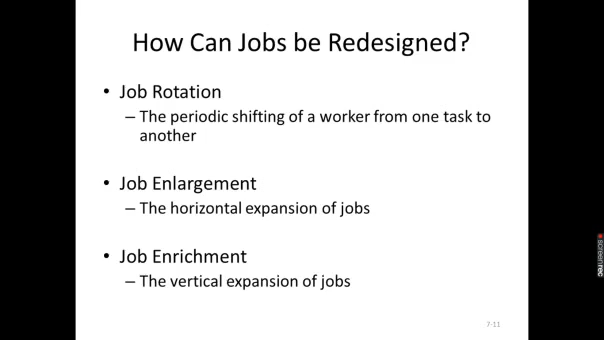 How Can Jobs be Redesigned?
• Job Rotation
– The periodic shifting of a worker from one task to
another
• Job Enlargement
– The horizontal expansion of jobs
• Job Enrichment
– The vertical expansion of jobs
7-11
screenrec